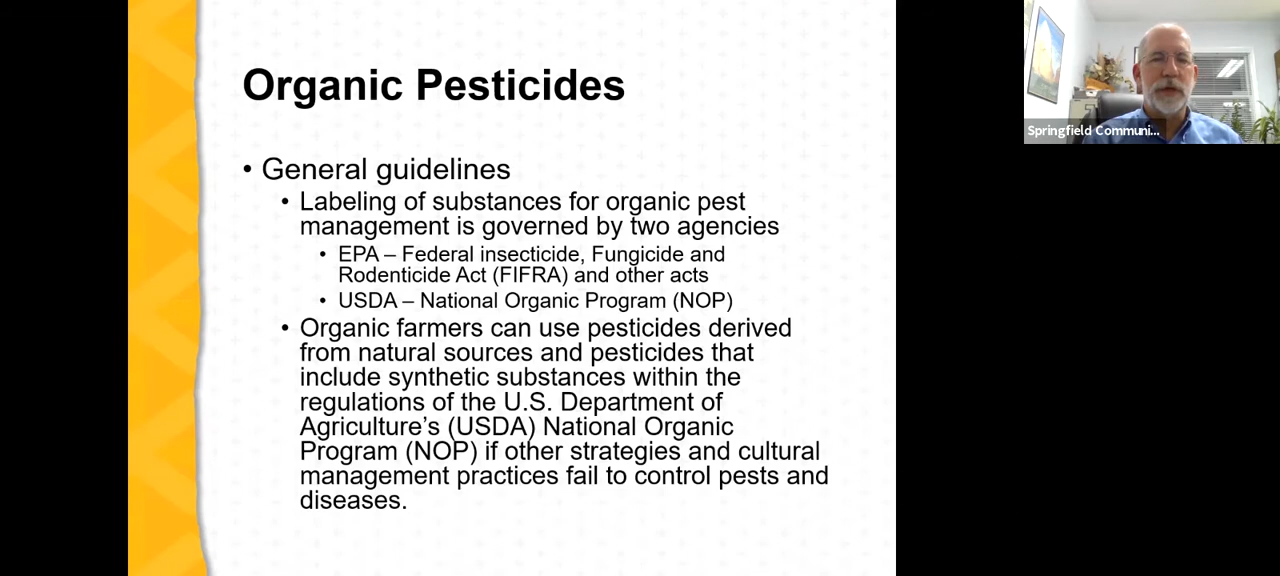 Organic Pesticides
• General guidelines
• Labeling of substances for organic pest
management is governed by two agencies
• EPA – Federal insecticide, Fungicide and
Rodenticide Act (FIFRA) and other acts
• USDA – National Organic Program (NOP)
• Organic farmers can use pesticides derived
from natural sources and pesticides that
include synthetic substances within the
regulations of the U.S. Department of
Agriculture’s (USDA) National Organic
Program (NOP) if other strategies and cultural
management practices fail to control pests and
diseases.
Springfield Communi...